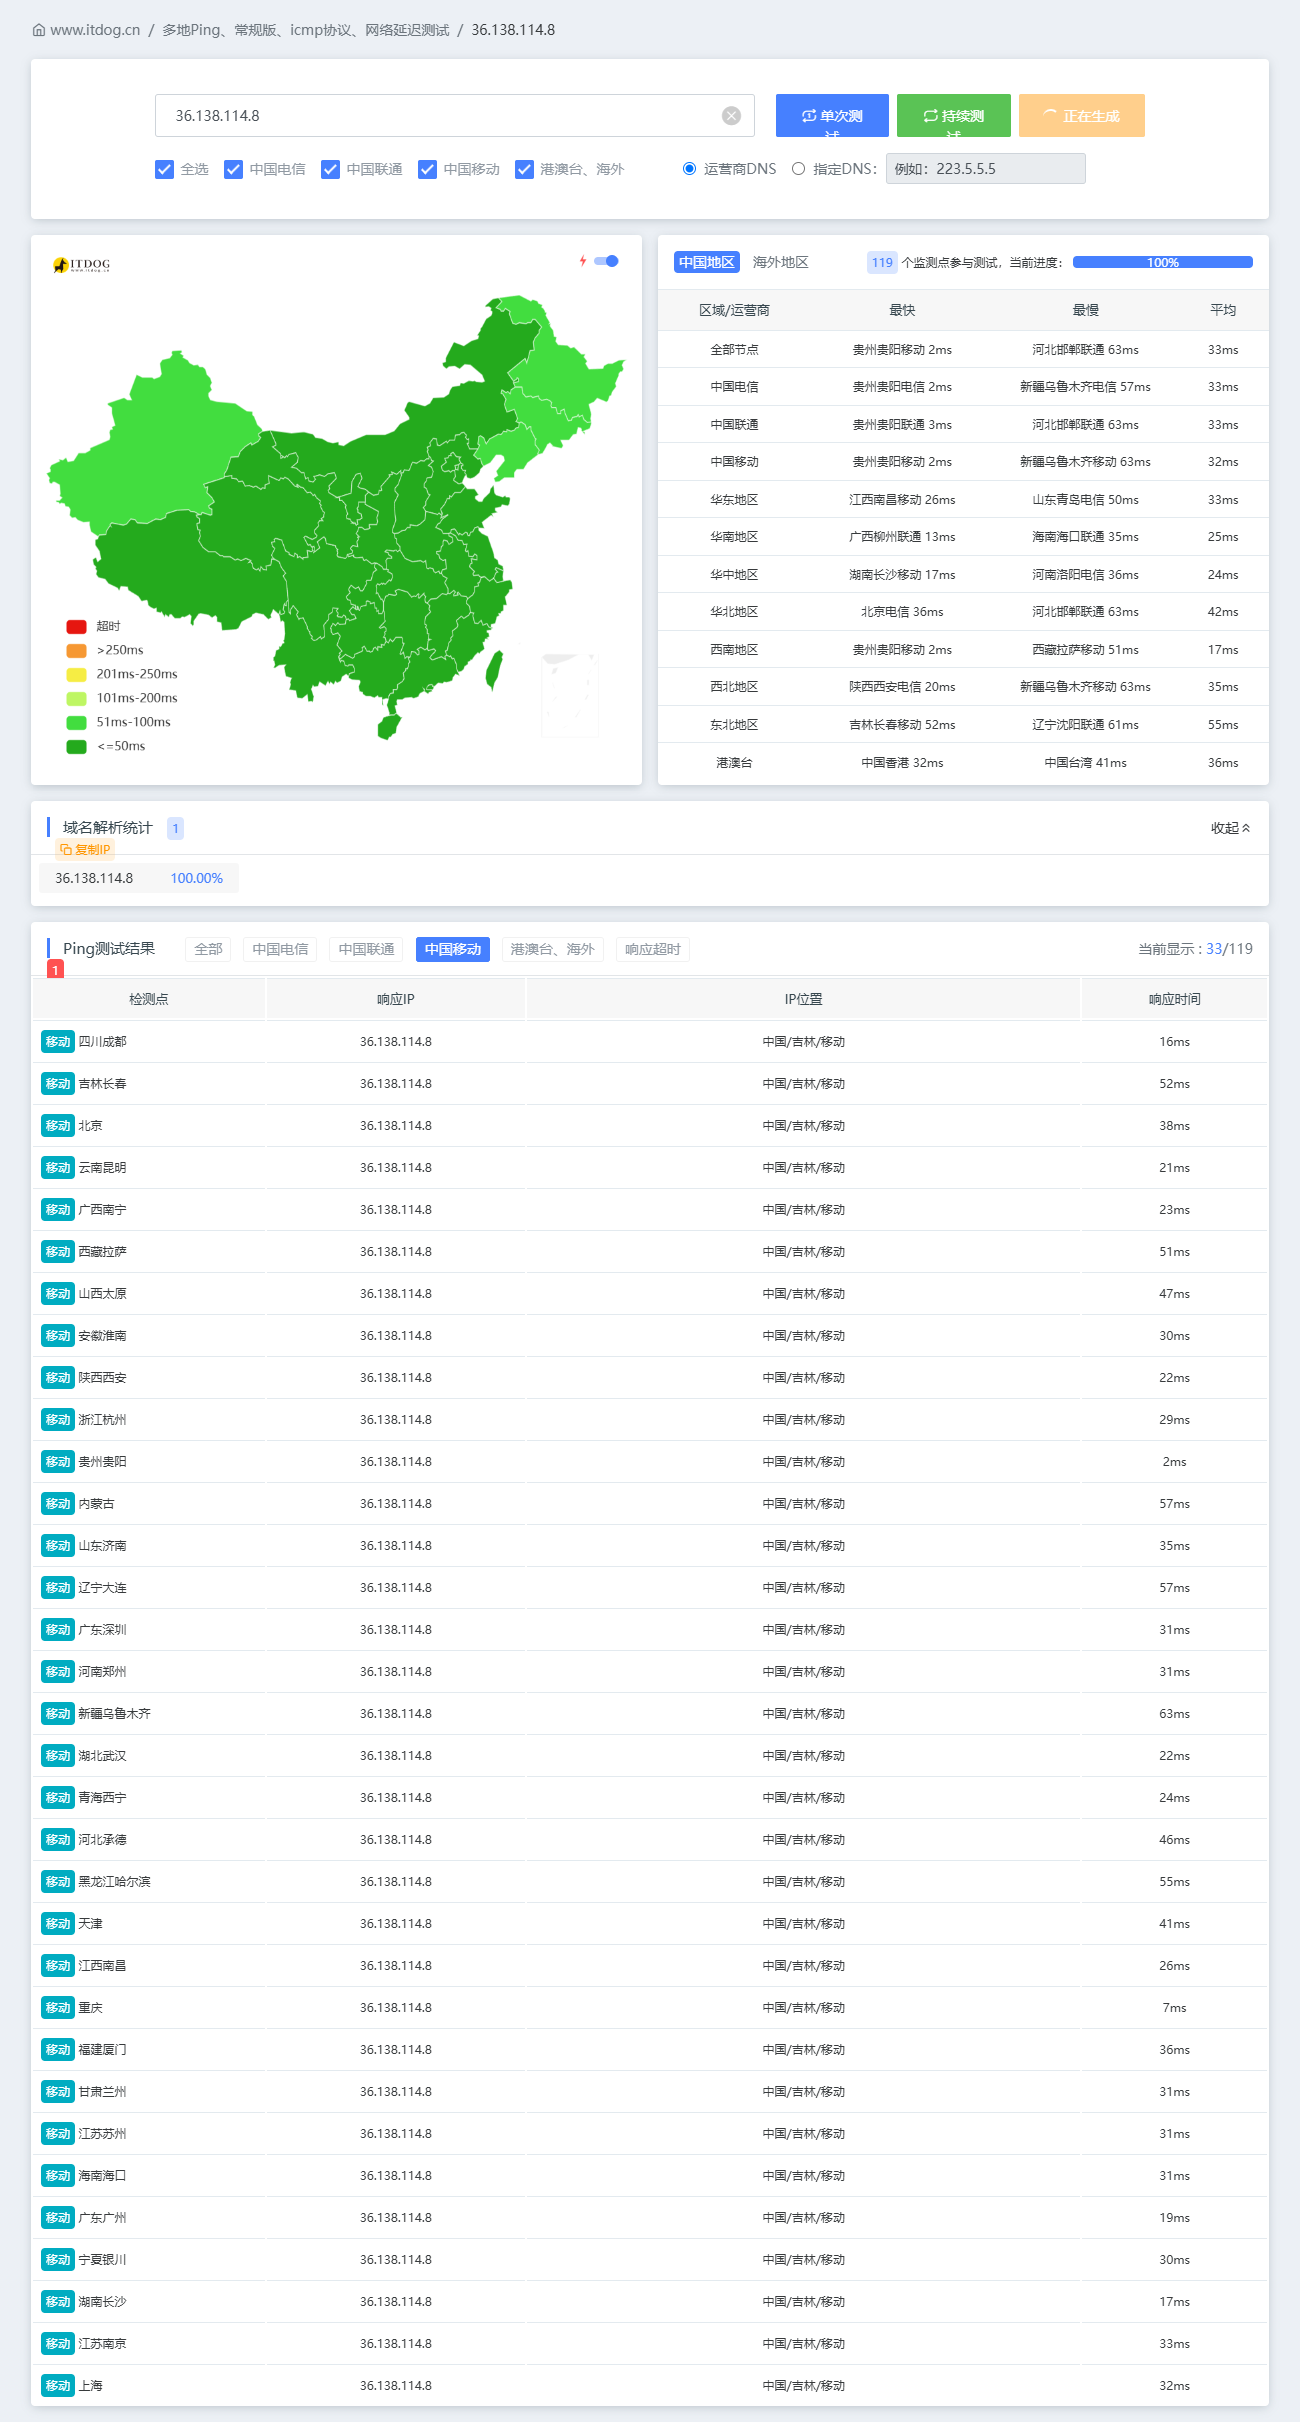 www.itdog.cn / 多地Ping、常规版、icmp协议、网络延迟测试 / 36.138.114.8
36.138.114.8
单次测试
持续测试
正在生成
全选 中国电信 中国联通 中国移动 港澳台、海外 运营商DNS 指定DNS： 例如：223.5.5.5
ITDOG
www.itdog.cn
超时
>250ms
201ms-250ms
101ms-200ms
51ms-100ms
<=50ms
中国地区 海外地区 119 个监测点参与测试，当前进度： 100%
区域/运营商 最快 最慢 平均
全部节点 贵州贵阳移动 2ms 河北邯郸联通 63ms 33ms
中国电信 贵州贵阳电信 2ms 新疆乌鲁木齐电信 57ms 33ms
中国联通 贵州贵阳联通 3ms 河北邯郸联通 63ms 33ms
中国移动 贵州贵阳移动 2ms 新疆乌鲁木齐移动 63ms 32ms
华东地区 江西南昌移动 26ms 山东青岛电信 50ms 33ms
华南地区 广西柳州联通 13ms 海南海口联通 35ms 25ms
华中地区 湖南长沙移动 17ms 河南洛阳电信 36ms 24ms
华北地区 北京电信 36ms 河北邯郸联通 63ms 42ms
西南地区 贵州贵阳移动 2ms 西藏拉萨移动 51ms 17ms
西北地区 陕西西安电信 20ms 新疆乌鲁木齐移动 63ms 35ms
东北地区 吉林长春移动 52ms 辽宁沈阳联通 61ms 55ms
港澳台 中国香港 32ms 中国台湾 41ms 36ms
域名解析统计 1 收起
复制IP
36.138.114.8 100.00%
Ping测试结果 全部 中国电信 中国联通 中国移动 港澳台、海外 响应超时 当前显示 : 33/119
1
检测点 响应IP IP位置 响应时间
移动 四川成都 36.138.114.8 中国/吉林/移动 16ms
移动 吉林长春 36.138.114.8 中国/吉林/移动 52ms
移动 北京 36.138.114.8 中国/吉林/移动 38ms
移动 云南昆明 36.138.114.8 中国/吉林/移动 21ms
移动 广西南宁 36.138.114.8 中国/吉林/移动 23ms
移动 西藏拉萨 36.138.114.8 中国/吉林/移动 51ms
移动 山西太原 36.138.114.8 中国/吉林/移动 47ms
移动 安徽淮南 36.138.114.8 中国/吉林/移动 30ms
移动 陕西西安 36.138.114.8 中国/吉林/移动 22ms
移动 浙江杭州 36.138.114.8 中国/吉林/移动 29ms
移动 贵州贵阳 36.138.114.8 中国/吉林/移动 2ms
移动 内蒙古 36.138.114.8 中国/吉林/移动 57ms
移动 山东济南 36.138.114.8 中国/吉林/移动 35ms
移动 辽宁大连 36.138.114.8 中国/吉林/移动 57ms
移动 广东深圳 36.138.114.8 中国/吉林/移动 31ms
移动 河南郑州 36.138.114.8 中国/吉林/移动 31ms
移动 新疆乌鲁木齐 36.138.114.8 中国/吉林/移动 63ms
移动 湖北武汉 36.138.114.8 中国/吉林/移动 22ms
移动 青海西宁 36.138.114.8 中国/吉林/移动 24ms
移动 河北承德 36.138.114.8 中国/吉林/移动 46ms
移动 黑龙江哈尔滨 36.138.114.8 中国/吉林/移动 55ms
移动 天津 36.138.114.8 中国/吉林/移动 41ms
移动 江西南昌 36.138.114.8 中国/吉林/移动 26ms
移动 重庆 36.138.114.8 中国/吉林/移动 7ms
移动 福建厦门 36.138.114.8 中国/吉林/移动 36ms
移动 甘肃兰州 36.138.114.8 中国/吉林/移动 31ms
移动 江苏苏州 36.138.114.8 中国/吉林/移动 31ms
移动 海南海口 36.138.114.8 中国/吉林/移动 31ms
移动 广东广州 36.138.114.8 中国/吉林/移动 19ms
移动 宁夏银川 36.138.114.8 中国/吉林/移动 30ms
移动 湖南长沙 36.138.114.8 中国/吉林/移动 17ms
移动 江苏南京 36.138.114.8 中国/吉林/移动 33ms
移动 上海 36.138.114.8 中国/吉林/移动 32ms